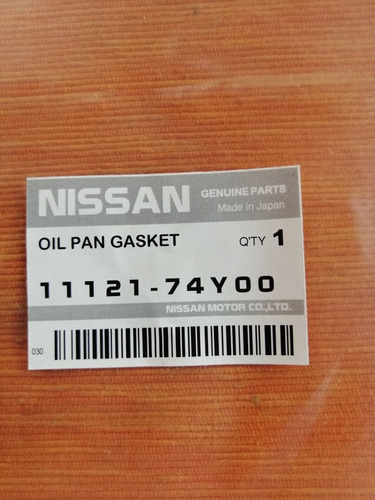 NISSAN GENUINE PARTS
Made in Japan
OIL PAN GASKET Q'TY 1
11121-74Y00
NISSAN MOTOR CO.,LTD.
030